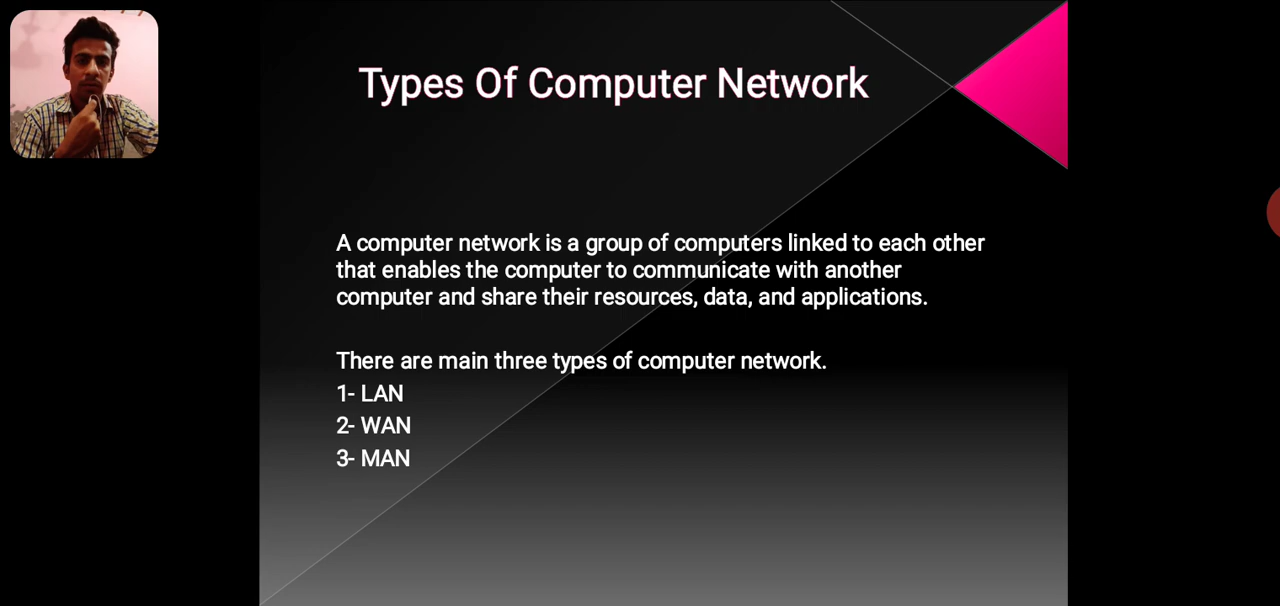 Types Of Computer Network
A computer network is a group of computers linked to each other
that enables the computer to communicate with another
computer and share their resources, data, and applications.
There are main three types of computer network.
1- LAN
2- WAN
3- MAN